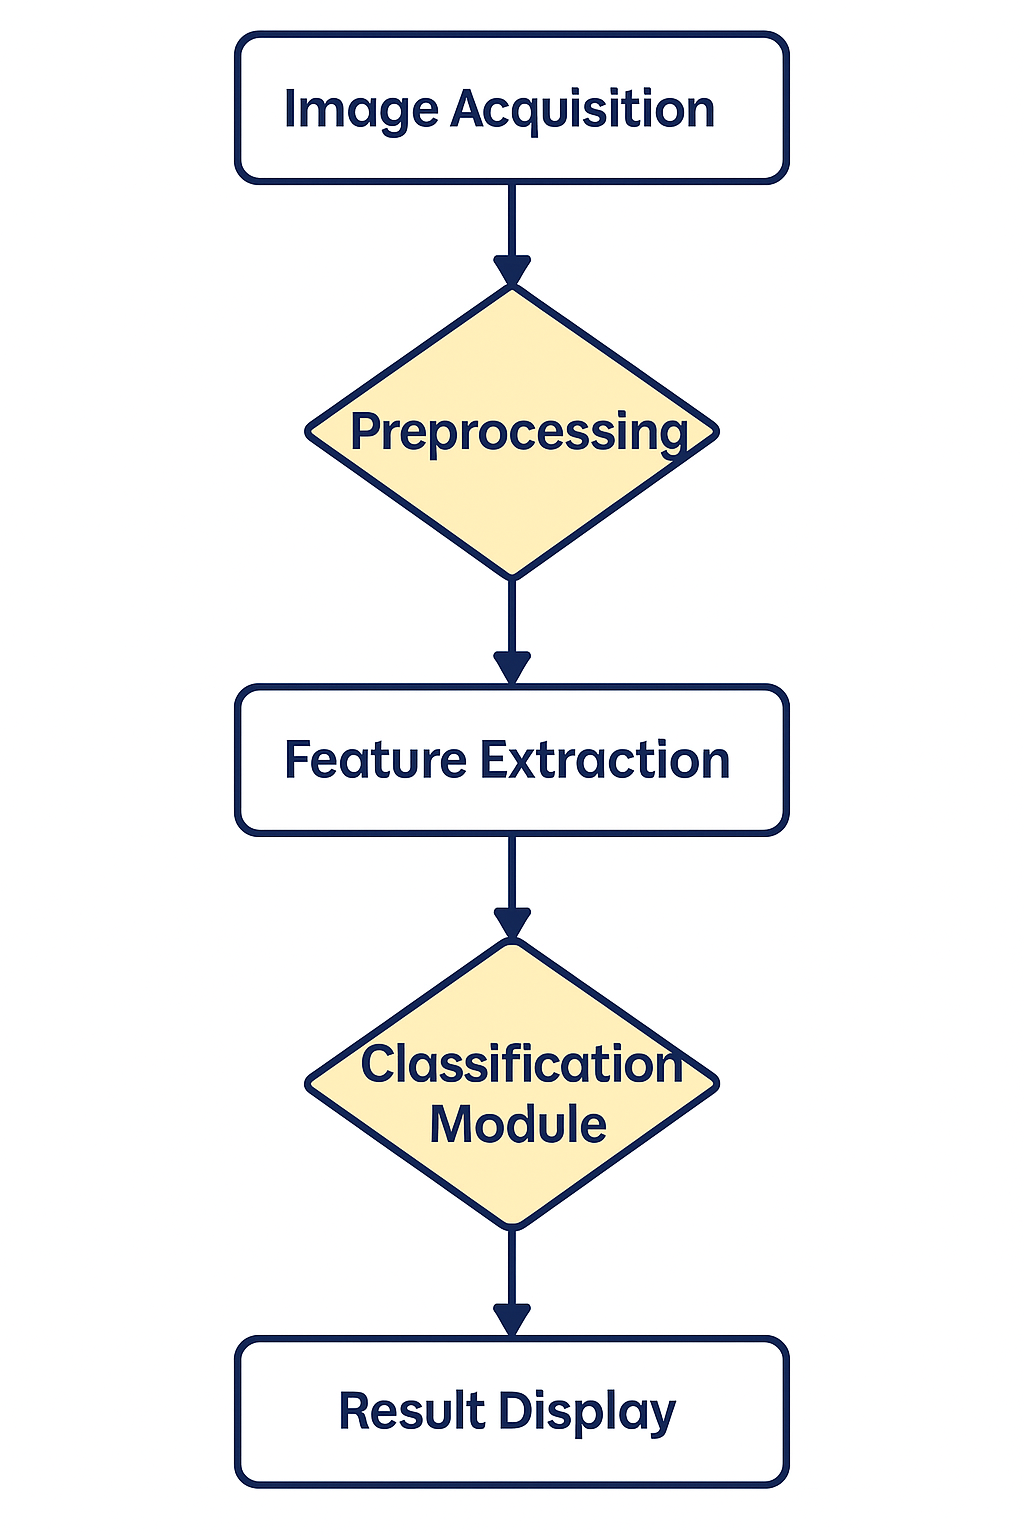 Image Acquisition
Preprocessing
Feature Extraction
Classification
Module
Result Display